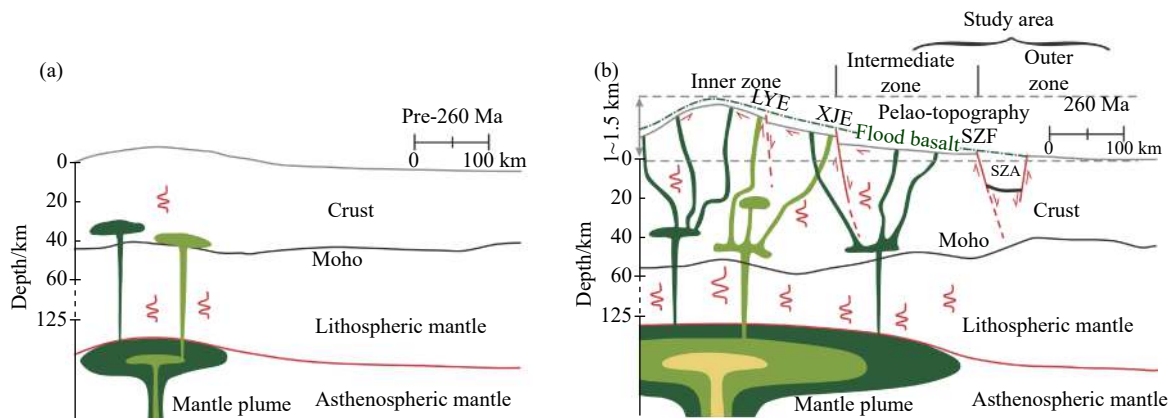 (a)
Pre-260 Ma
0
100 km
0
20
40
60
125
Depth/km
Crust
Moho
Lithospheric mantle
Mantle plume
Asthenospheric mantle
Study area
(b)
Intermediate
zone
Outer
zone
Inner zone
LYF
XJF
Pelao-topography
260 Ma
Flood basalt
SZF
0
100 km
1~1.5 km
0
20
40
60
125
Depth/km
SZA
Crust
Moho
Lithospheric mantle
Mantle plume
Asthenospheric mantle